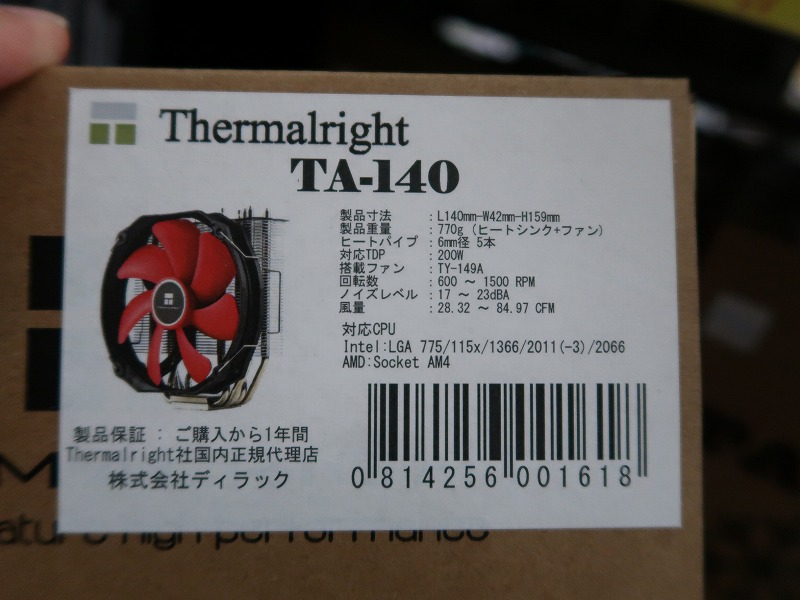 Thermalright
TA-140
製品寸法 : L140mm-W42mm-H159mm
製品重量 : 770g (ヒートシンク+ファン)
ヒートパイプ : 6mm径 5本
対応TDP : 200W
搭載ファン : TY-149A
回転数 : 600 ~ 1500 RPM
ノイズレベル : 17 ~ 23dBA
風量 : 28.32 ~ 84.97 CFM
対応CPU
Intel:LGA 775/115x/1366/2011(-3)/2066
AMD:Socket AM4
製品保証 : ご購入から1年間
Thermalright社国内正規代理店
株式会社ディラック
0 814256 001618
high performance